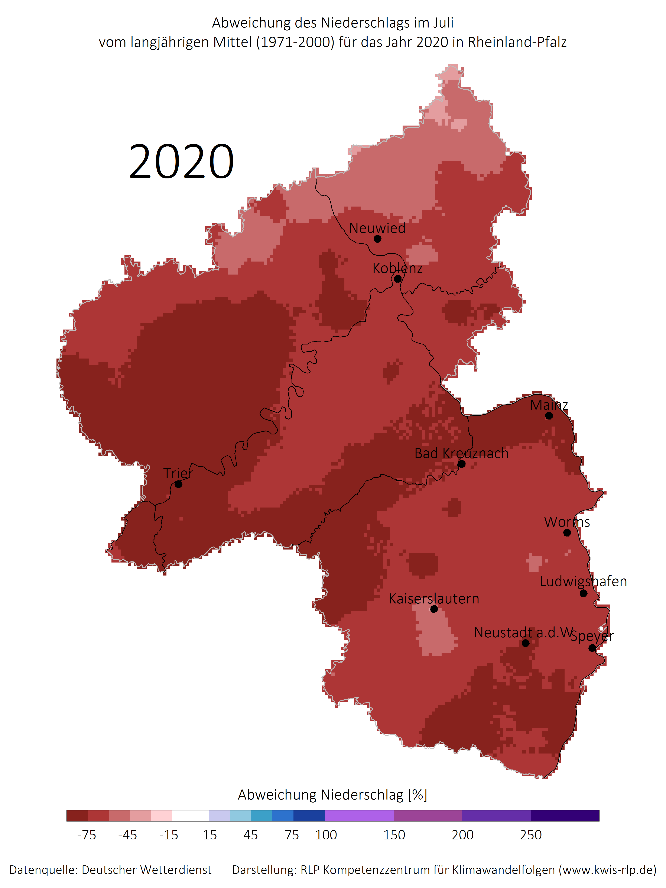 Abweichung des Niederschlags im Juli
vom langjährigen Mittel (1971-2000) für das Jahr 2020 in Rheinland-Pfalz
2020
Neuwied
Koblenz
Mainz
Bad Kreuznach
Trier
Worms
Ludwigshafen
Kaiserslautern
Neustadt a.d.W.
Speyer
Abweichung Niederschlag [%]
-75 -45 -15 15 45 75 100 150 200 250
Datenquelle: Deutscher Wetterdienst Darstellung: RLP Kompetenzzentrum für Klimawandelfolgen (www.kwis-rlp.de)